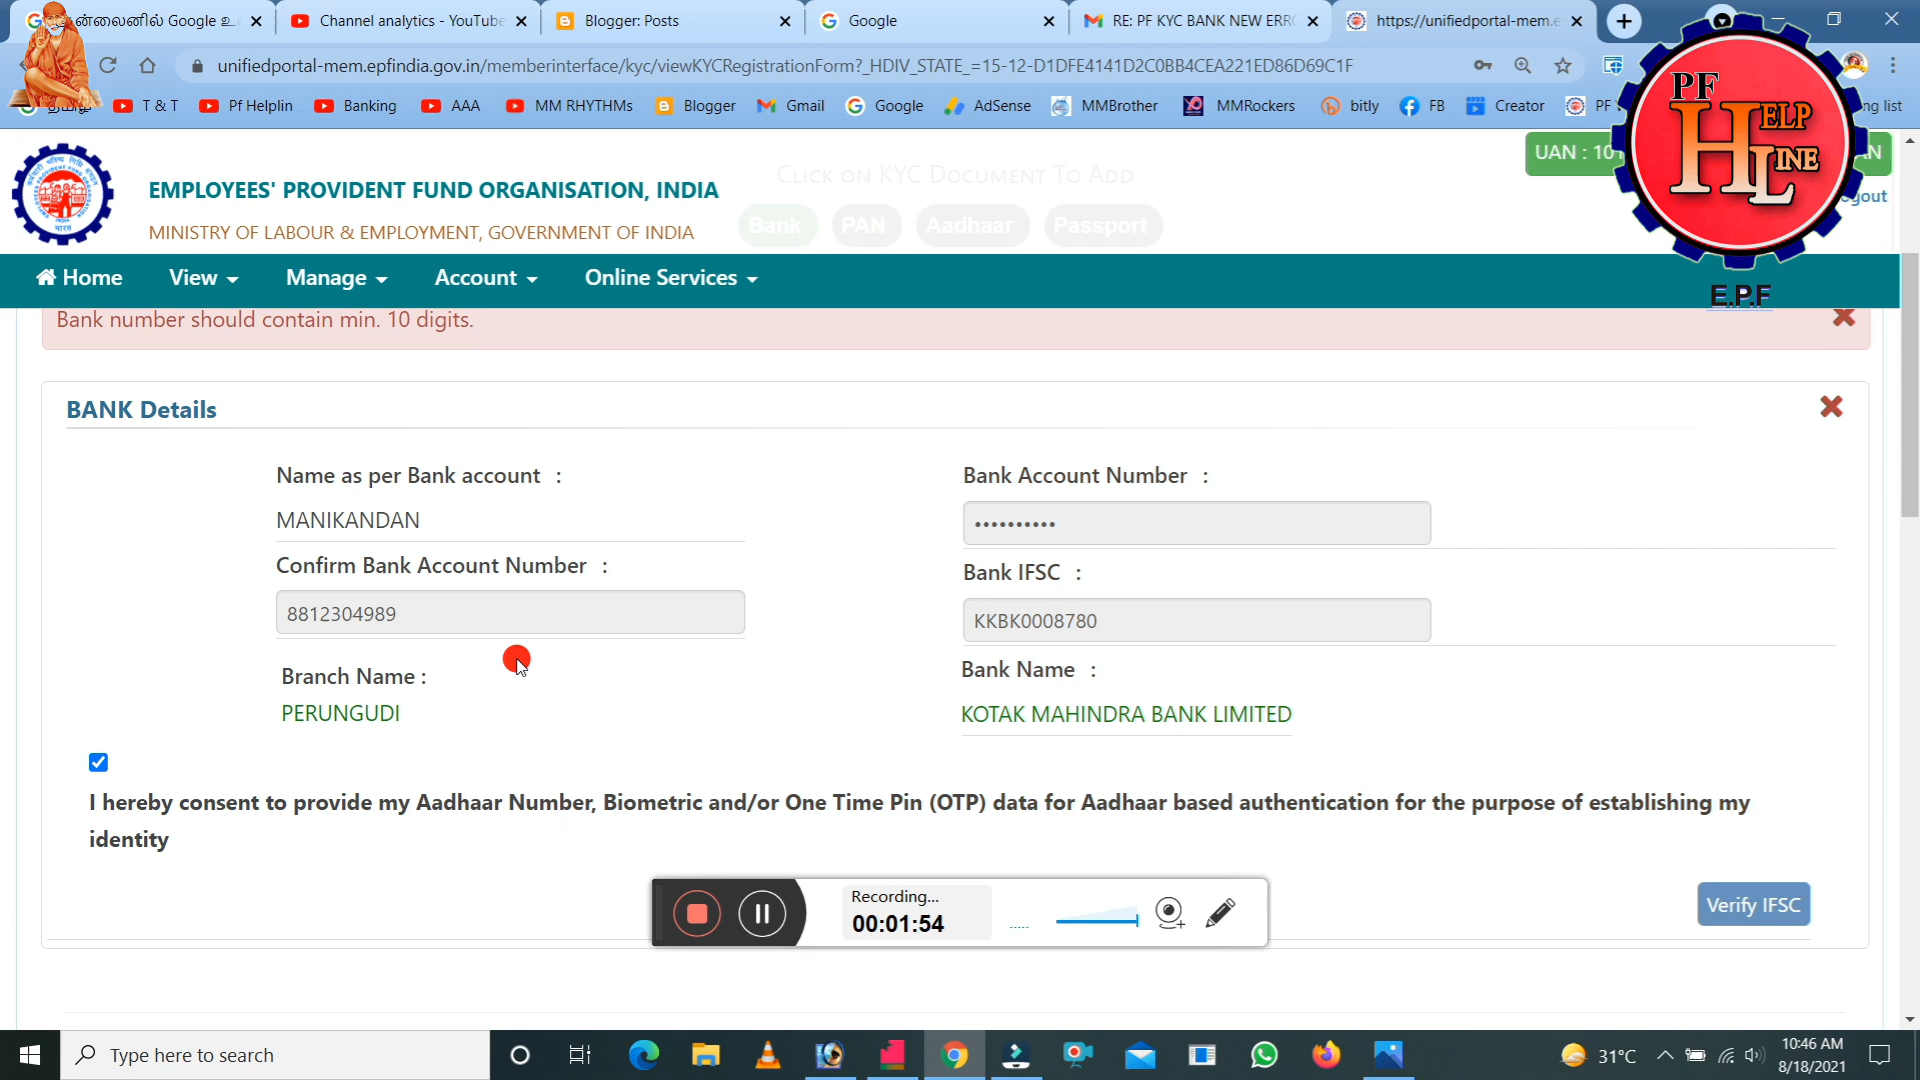 ன்லைனில் Google உ
Channel analytics - YouTube
Blogger: Posts
Google
RE: PF KYC BANK NEW ERR
https://unifiedportal-mem.e
unifiedportal-mem.epfindia.gov.in/memberinterface/kyc/viewKYCRegistrationForm?_HDIV_STATE_=15-12-D1DFE4141D2C0BB4CEA221ED86D69C1F
T & T
Pf Helplin
Banking
AAA
MM RHYTHMs
Blogger
Gmail
Google
AdSense
MMBrother
MMRockers
bitly
FB
Creator
PF
ng list
PF
HELP
LINE
E.P.F
UAN : 101
AN
ogout
EMPLOYEES' PROVIDENT FUND ORGANISATION, INDIA
MINISTRY OF LABOUR & EMPLOYMENT, GOVERNMENT OF INDIA
CLICK ON KYC DOCUMENT TO ADD
Bank PAN Aadhaar Passport
Home View Manage Account Online Services
Bank number should contain min. 10 digits.
BANK Details
Name as per Bank account :
MANIKANDAN
Bank Account Number :
••••••••••
Confirm Bank Account Number :
8812304989
Bank IFSC :
KKBK0008780
Branch Name :
PERUNGUDI
Bank Name :
KOTAK MAHINDRA BANK LIMITED
I hereby consent to provide my Aadhaar Number, Biometric and/or One Time Pin (OTP) data for Aadhaar based authentication for the purpose of establishing my
identity
Recording...
00:01:54
Verify IFSC
Type here to search
31°C
10:46 AM
8/18/2021